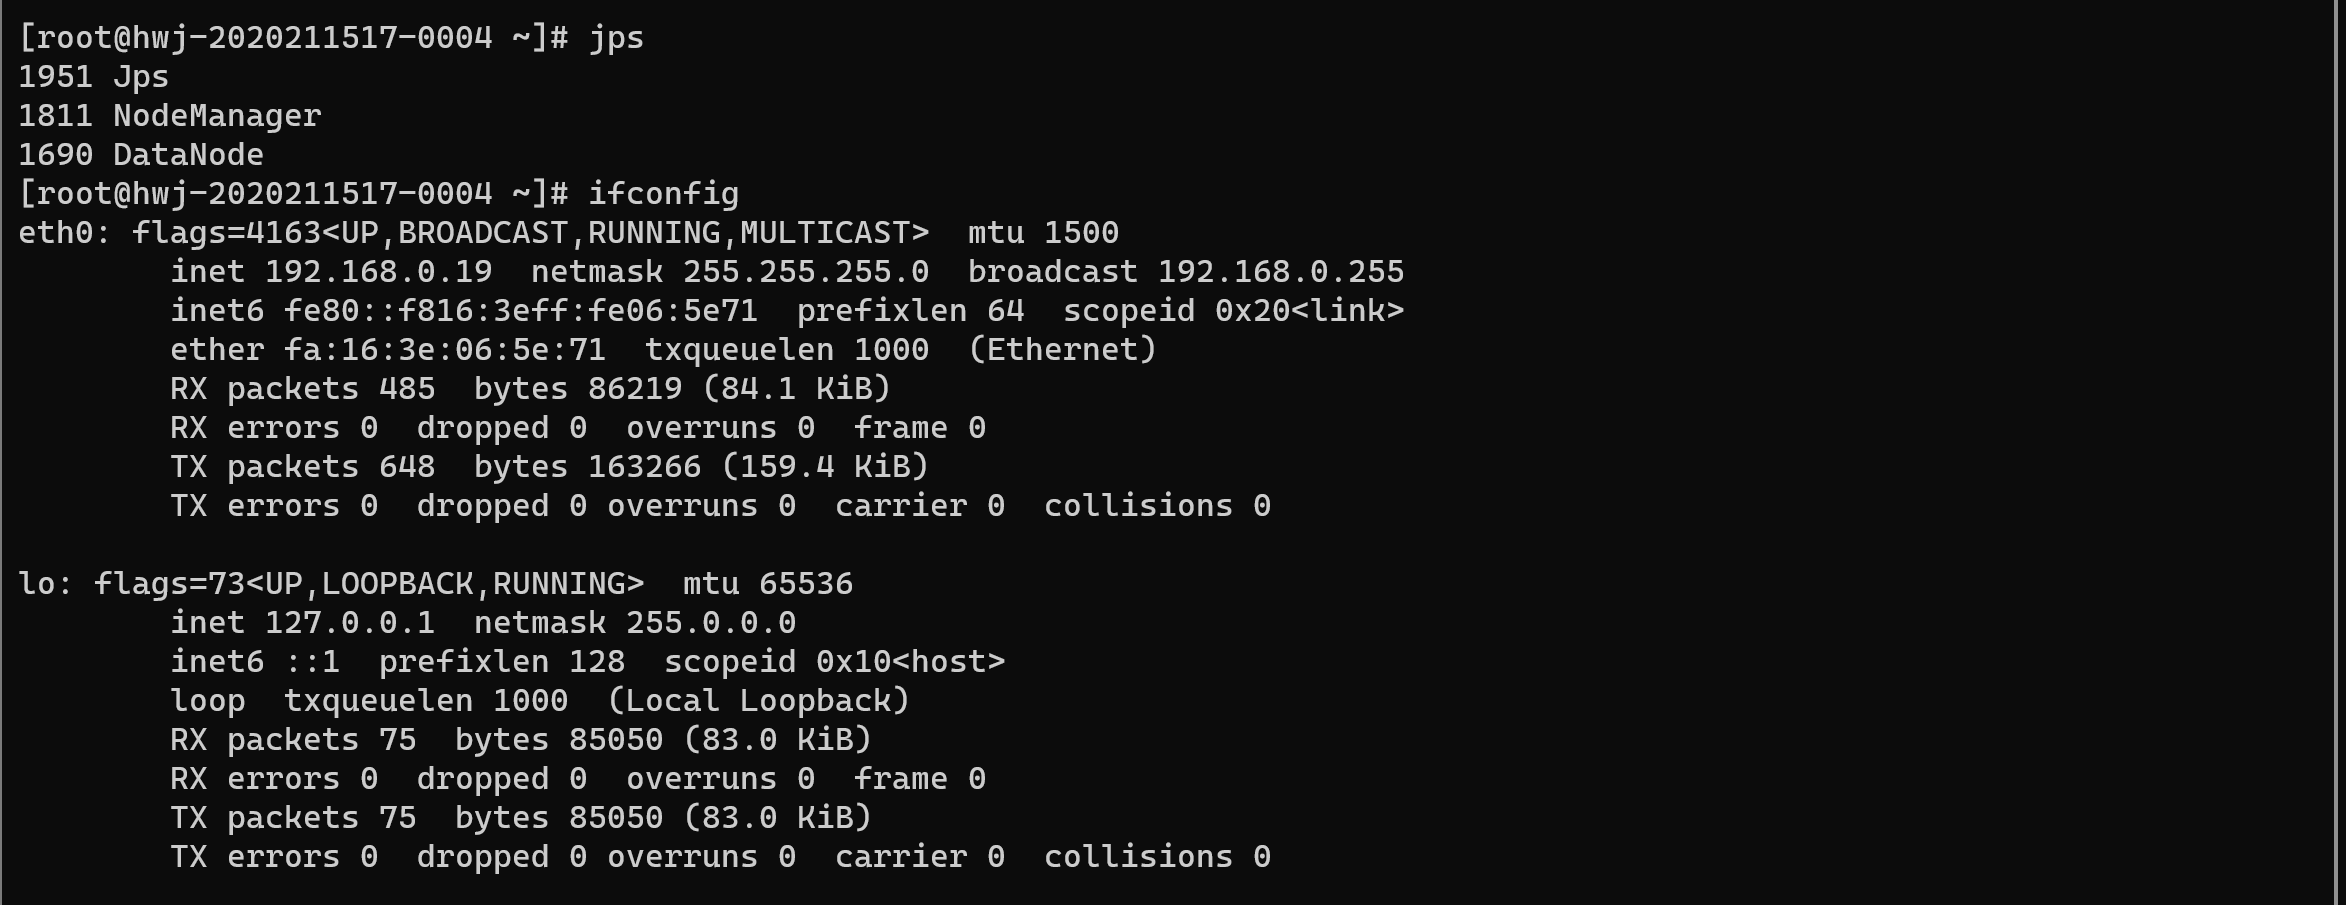 [root@hwj-2020211517-0004 ~]# jps
1951 Jps
1811 NodeManager
1690 DataNode
[root@hwj-2020211517-0004 ~]# ifconfig
eth0: flags=4163<UP,BROADCAST,RUNNING,MULTICAST>  mtu 1500
        inet 192.168.0.19  netmask 255.255.255.0  broadcast 192.168.0.255
        inet6 fe80::f816:3eff:fe06:5e71  prefixlen 64  scopeid 0x20<link>
        ether fa:16:3e:06:5e:71  txqueuelen 1000  (Ethernet)
        RX packets 485  bytes 86219 (84.1 KiB)
        RX errors 0  dropped 0  overruns 0  frame 0
        TX packets 648  bytes 163266 (159.4 KiB)
        TX errors 0  dropped 0 overruns 0  carrier 0  collisions 0

lo: flags=73<UP,LOOPBACK,RUNNING>  mtu 65536
        inet 127.0.0.1  netmask 255.0.0.0
        inet6 ::1  prefixlen 128  scopeid 0x10<host>
        loop  txqueuelen 1000  (Local Loopback)
        RX packets 75  bytes 85050 (83.0 KiB)
        RX errors 0  dropped 0  overruns 0  frame 0
        TX packets 75  bytes 85050 (83.0 KiB)
        TX errors 0  dropped 0 overruns 0  carrier 0  collisions 0